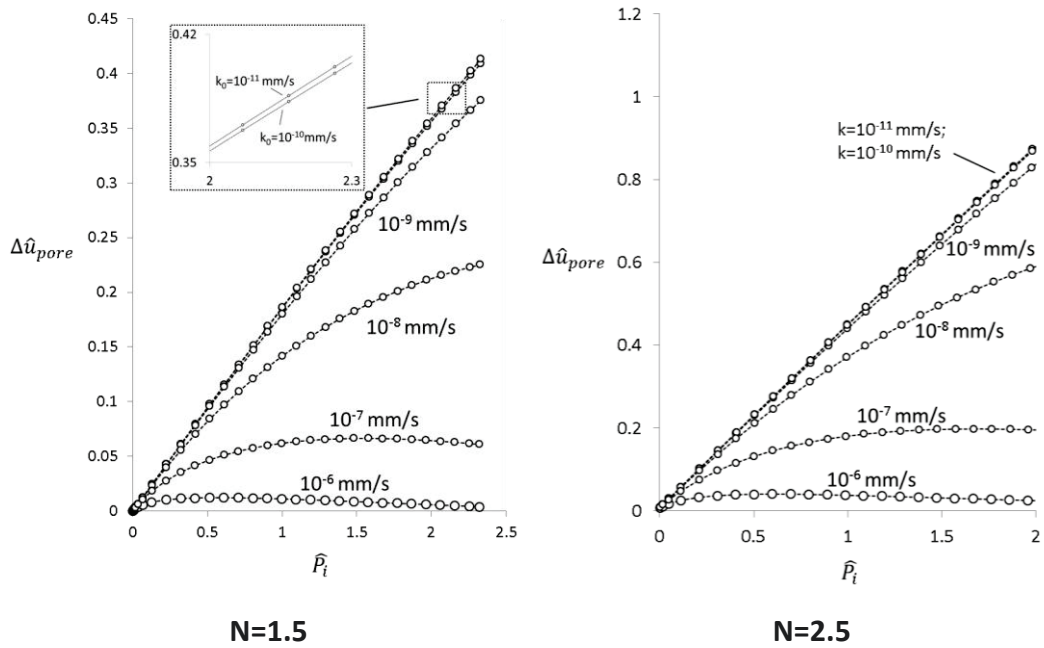 0.45
0.4
0.35
0.3
0.25
0.2
0.15
0.1
0.05
0
0 0.5 1 1.5 2 2.5
Δû_pore
P̂_i
0.42
0.35
2 2.3
k₀=10⁻¹¹ mm/s
k₀=10⁻¹⁰mm/s
10⁻⁹ mm/s
10⁻⁸ mm/s
10⁻⁷ mm/s
10⁻⁶ mm/s
N=1.5
1.2
1
0.8
0.6
0.4
0.2
0
0 0.5 1 1.5 2
Δû_pore
P̂_i
k=10⁻¹¹ mm/s;
k=10⁻¹⁰ mm/s
10⁻⁹ mm/s
10⁻⁸ mm/s
10⁻⁷ mm/s
10⁻⁶ mm/s
N=2.5